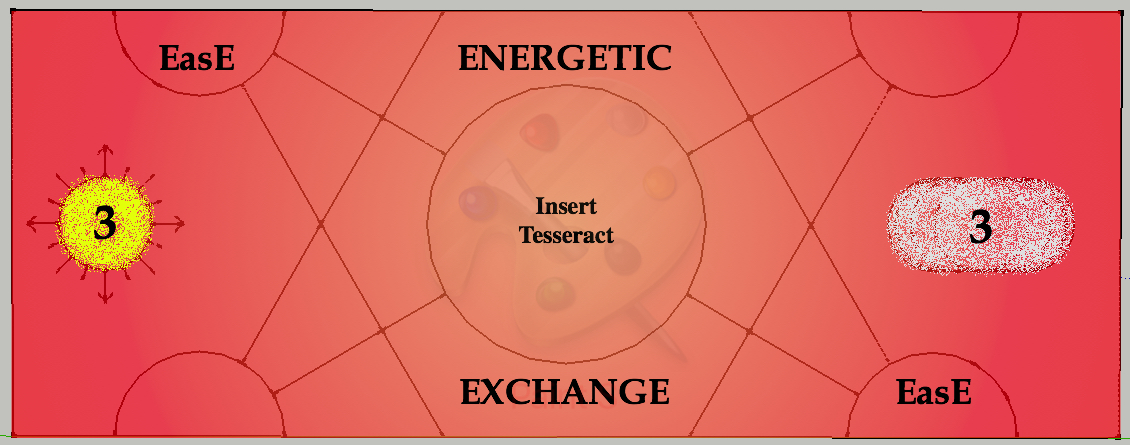 EasE
ENERGETIC
3
Insert
Tesseract
3
EXCHANGE
EasE